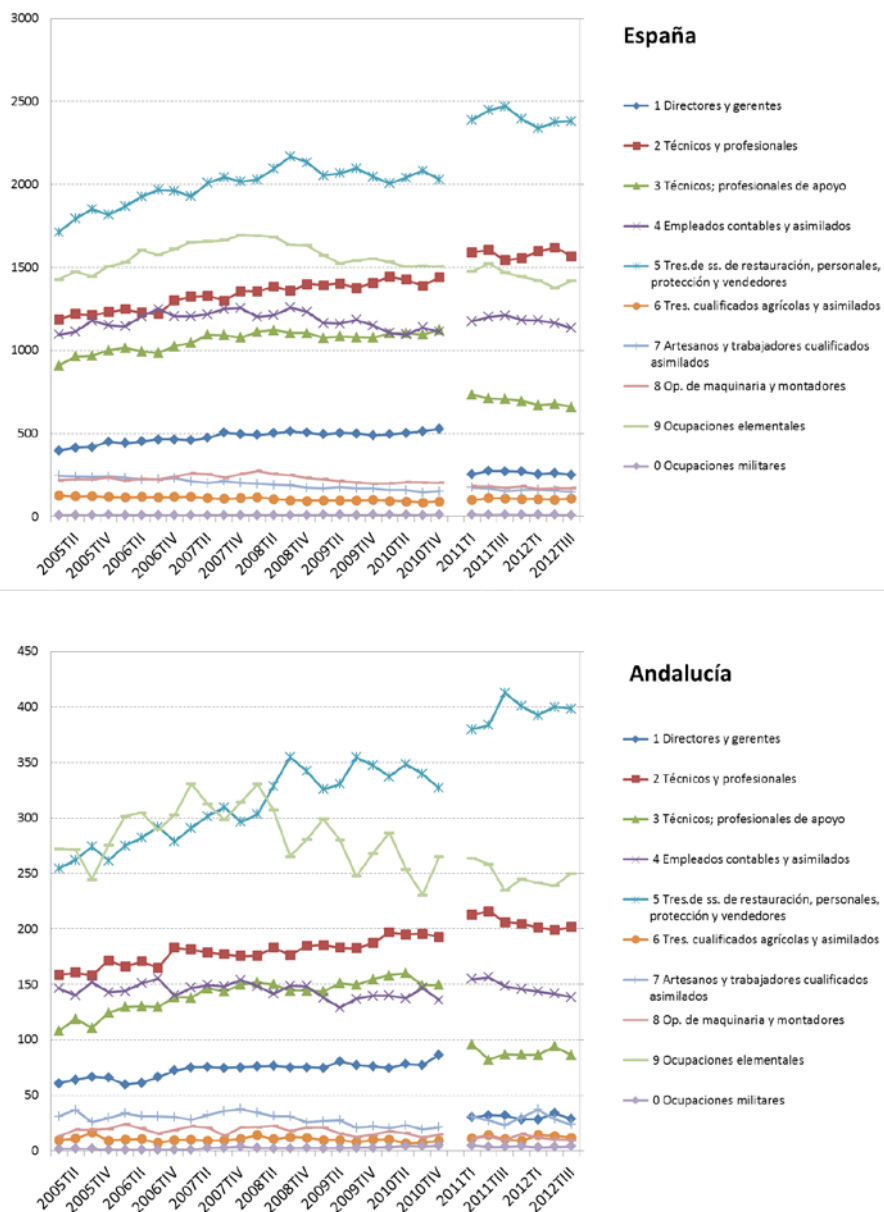 España
3000
2500
2000
1500
1000
500
0
1 Directores y gerentes
2 Técnicos y profesionales
3 Técnicos; profesionales de apoyo
4 Empleados contables y asimilados
5 Tres.de ss. de restauración, personales,
protección y vendedores
6 Tres. cualificados agrícolas y asimilados
7 Artesanos y trabajadores cualificados
asimilados
8 Op. de maquinaria y montadores
9 Ocupaciones elementales
0 Ocupaciones militares
2005TII
2005TIV
2006TII
2006TIV
2007TII
2007TIV
2008TII
2008TIV
2009TII
2009TIV
2010TII
2010TIV
2011TI
2011TIII
2012TI
2012TIII
Andalucía
450
400
350
300
250
200
150
100
50
0
1 Directores y gerentes
2 Técnicos y profesionales
3 Técnicos; profesionales de apoyo
4 Empleados contables y asimilados
5 Tres.de ss. de restauración, personales,
protección y vendedores
6 Tres. cualificados agrícolas y asimilados
7 Artesanos y trabajadores cualificados
asimilados
8 Op. de maquinaria y montadores
9 Ocupaciones elementales
0 Ocupaciones militares
2005TII
2005TIV
2006TII
2006TIV
2007TII
2007TIV
2008TII
2008TIV
2009TII
2009TIV
2010TII
2010TIV
2011TI
2011TIII
2012TI
2012TIII